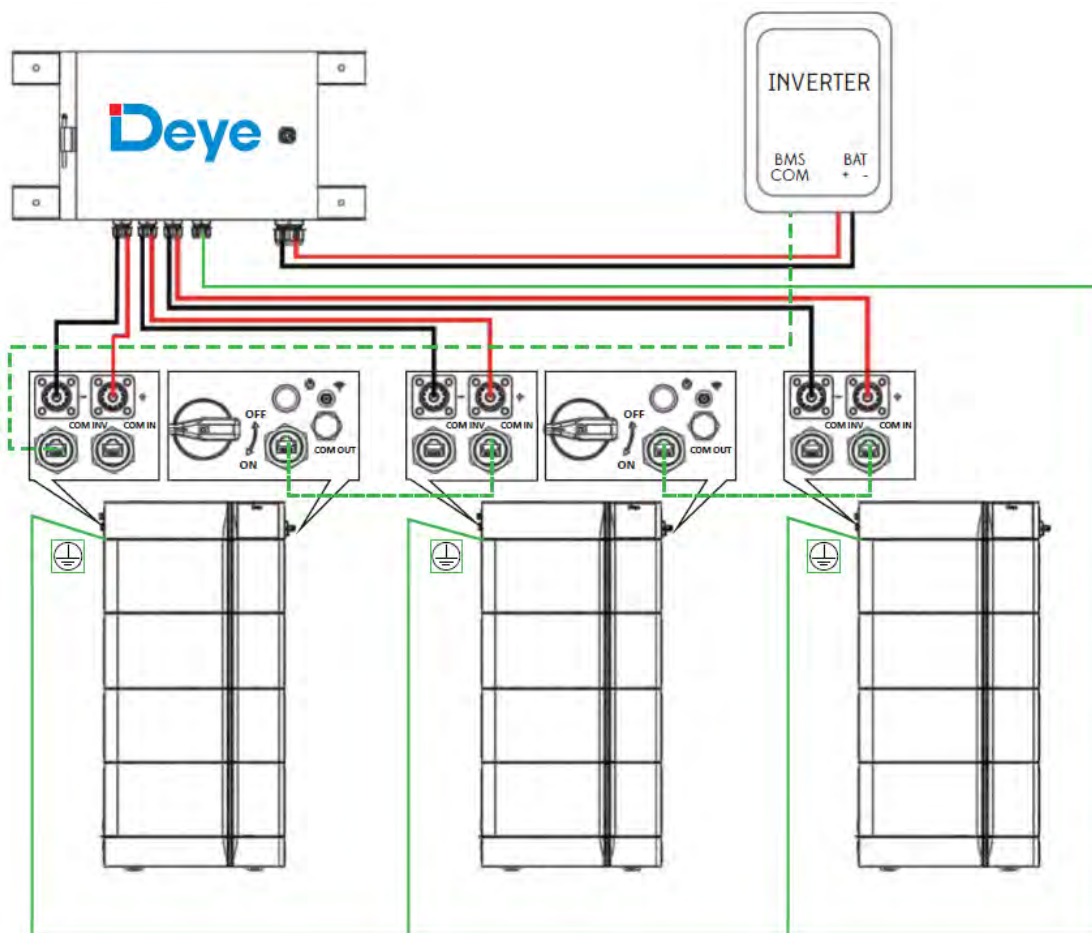 Deye
INVERTER
BMS BAT
COM + -
- +
COM INV COM IN
OFF
ON
COM OUT
- +
COM INV COM IN
OFF
ON
COM OUT
- +
COM INV COM IN